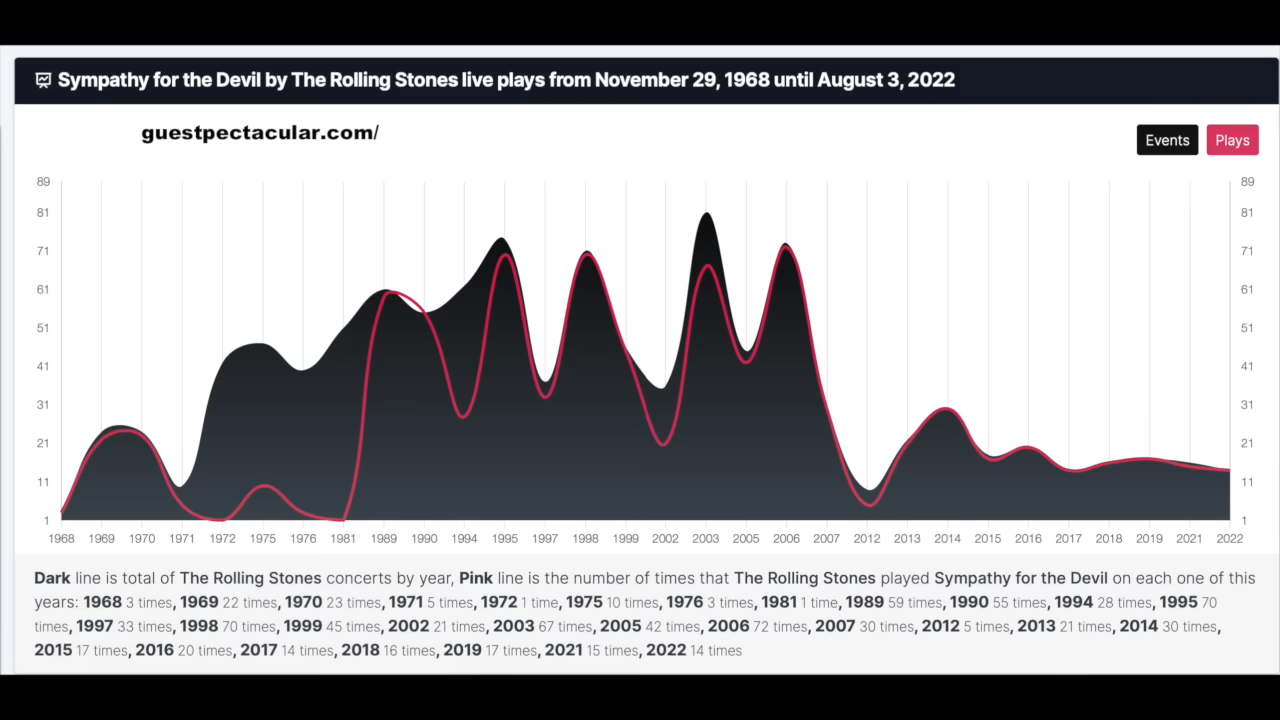 Sympathy for the Devil by The Rolling Stones live plays from November 29, 1968 until August 3, 2022
guestpectacular.com/
Events Plays
89 89
81 81
71 71
61 61
51 51
41 41
31 31
21 21
11 11
1 1
1968 1969 1970 1971 1972 1975 1976 1981 1989 1990 1994 1995 1997 1998 1999 2002 2003 2005 2006 2007 2012 2013 2014 2015 2016 2017 2018 2019 2021 2022
Dark line is total of The Rolling Stones concerts by year, Pink line is the number of times that The Rolling Stones played Sympathy for the Devil on each one of this
years: 1968 3 times, 1969 22 times, 1970 23 times, 1971 5 times, 1972 1 time, 1975 10 times, 1976 3 times, 1981 1 time, 1989 59 times, 1990 55 times, 1994 28 times, 1995 70
times, 1997 33 times, 1998 70 times, 1999 45 times, 2002 21 times, 2003 67 times, 2005 42 times, 2006 72 times, 2007 30 times, 2012 5 times, 2013 21 times, 2014 30 times,
2015 17 times, 2016 20 times, 2017 14 times, 2018 16 times, 2019 17 times, 2021 15 times, 2022 14 times